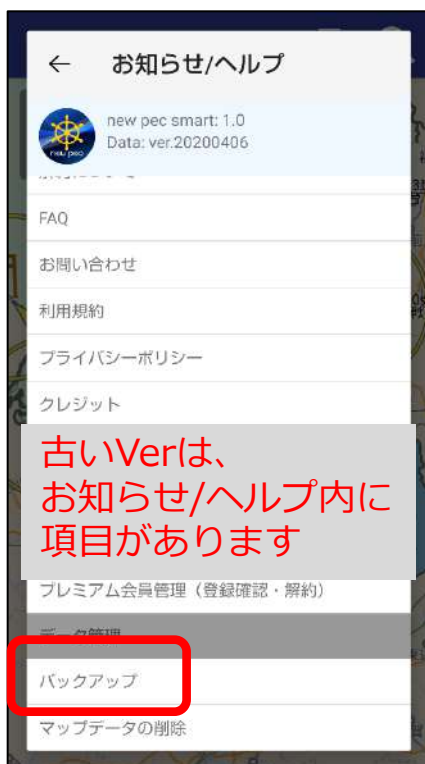 ← お知らせ/ヘルプ
new pec smart: 1.0
Data: ver.20200406
new pec
FAQ
お問い合わせ
利用規約
プライバシーポリシー
クレジット
古いVerは、
お知らせ/ヘルプ内に
項目があります
プレミアム会員管理（登録確認・解約）
データ管理
バックアップ
マップデータの削除